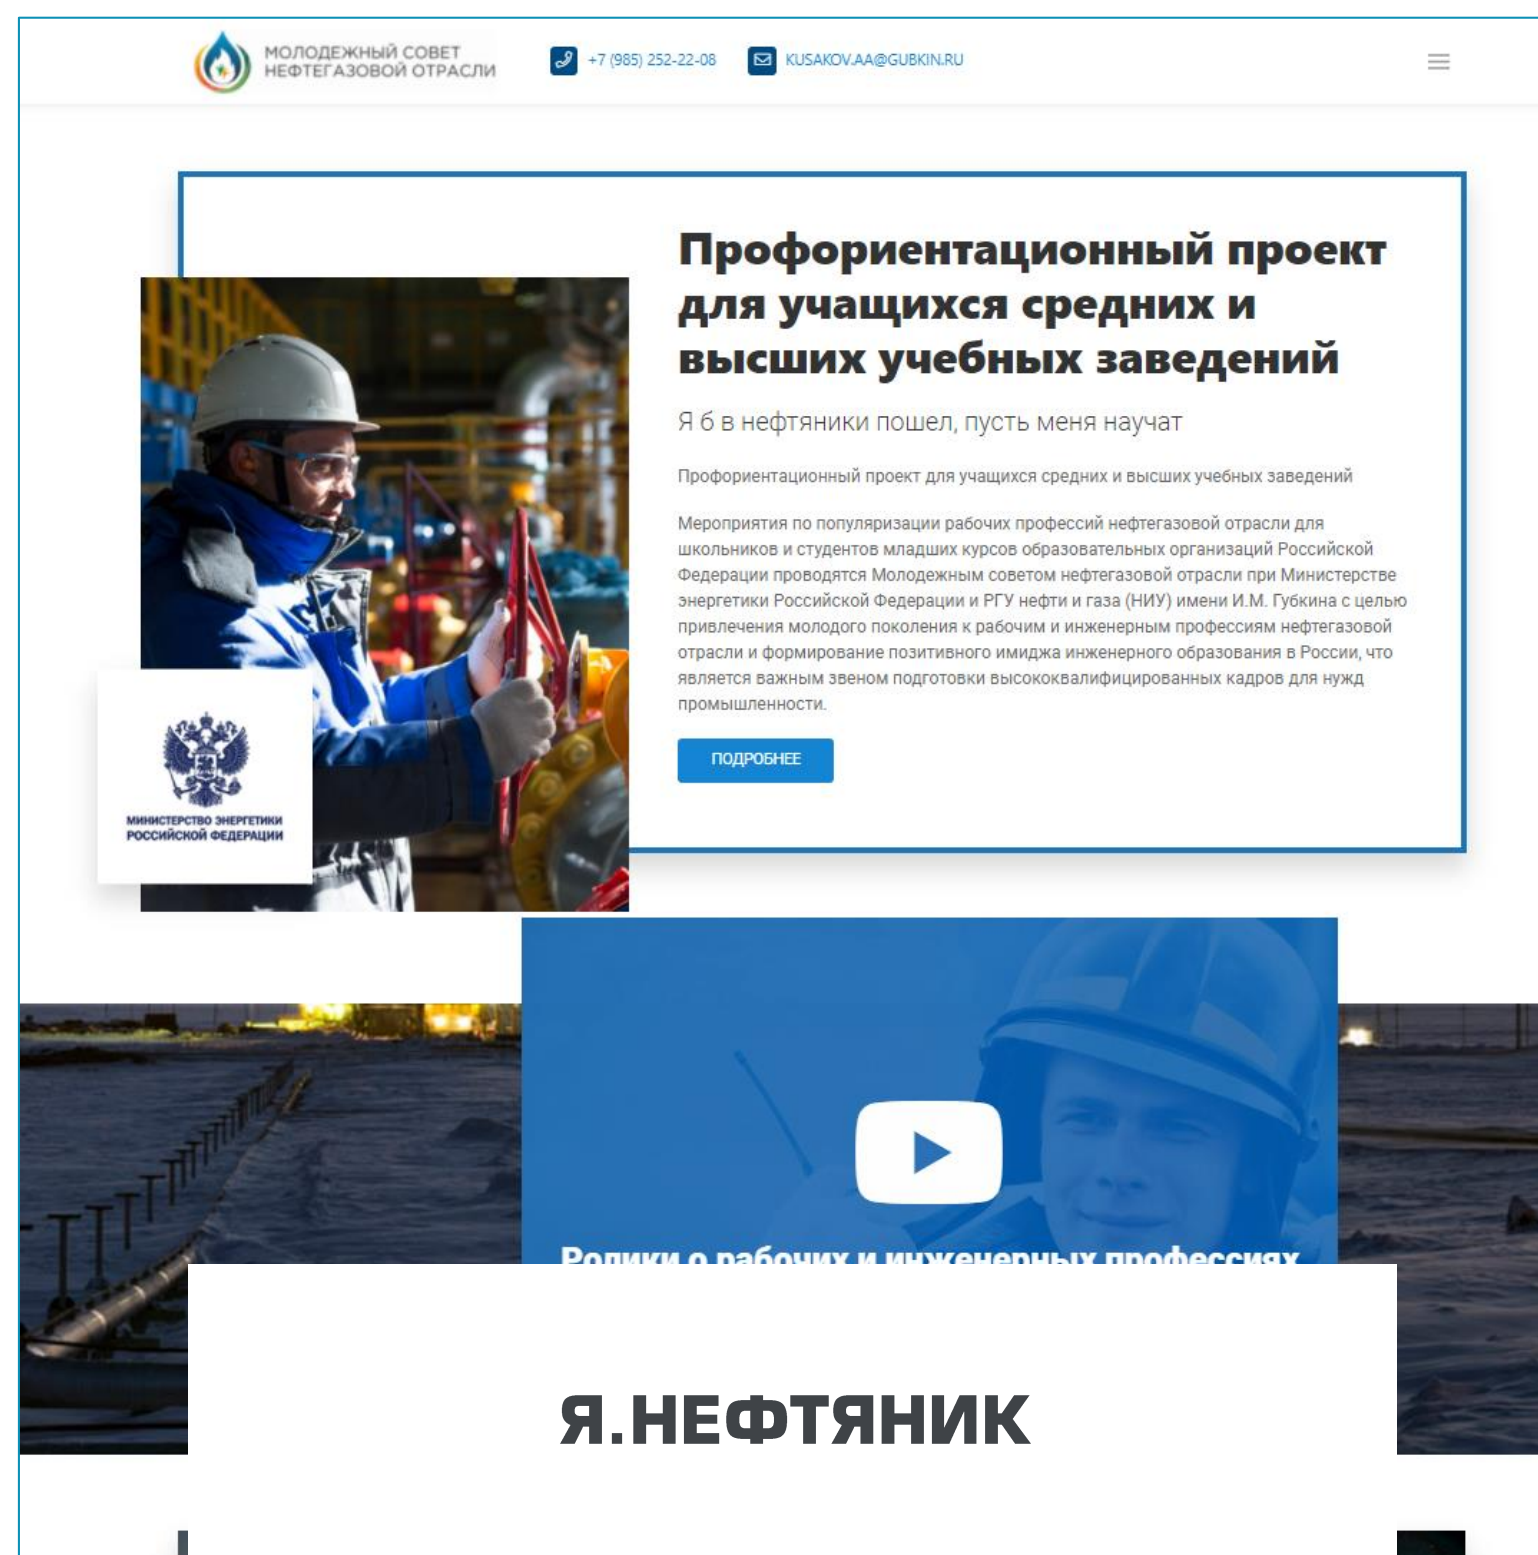 МОЛОДЕЖНЫЙ СОВЕТ
НЕФТЕГАЗОВОЙ ОТРАСЛИ
+7 (985) 252-22-08
KUSAKOV.AA@GUBKIN.RU
Профориентационный проект
для учащихся средних и
высших учебных заведений
Я б в нефтяники пошел, пусть меня научат
Профориентационный проект для учащихся средних и высших учебных заведений
Мероприятия по популяризации рабочих профессий нефтегазовой отрасли для
школьников и студентов младших курсов образовательных организаций Российской
Федерации проводятся Молодежным советом нефтегазовой отрасли при Министерстве
энергетики Российской Федерации и РГУ нефти и газа (НИУ) имени И.М. Губкина с целью
привлечения молодого поколения к рабочим и инженерным профессиям нефтегазовой
отрасли и формирование позитивного имиджа инженерного образования в России, что
является важным звеном подготовки высококвалифицированных кадров для нужд
промышленности.
ПОДРОБНЕЕ
МИНИСТЕРСТВО ЭНЕРГЕТИКИ
РОССИЙСКОЙ ФЕДЕРАЦИИ
Ролики о рабочих и инженерных профессиях
Я.НЕФТЯНИК